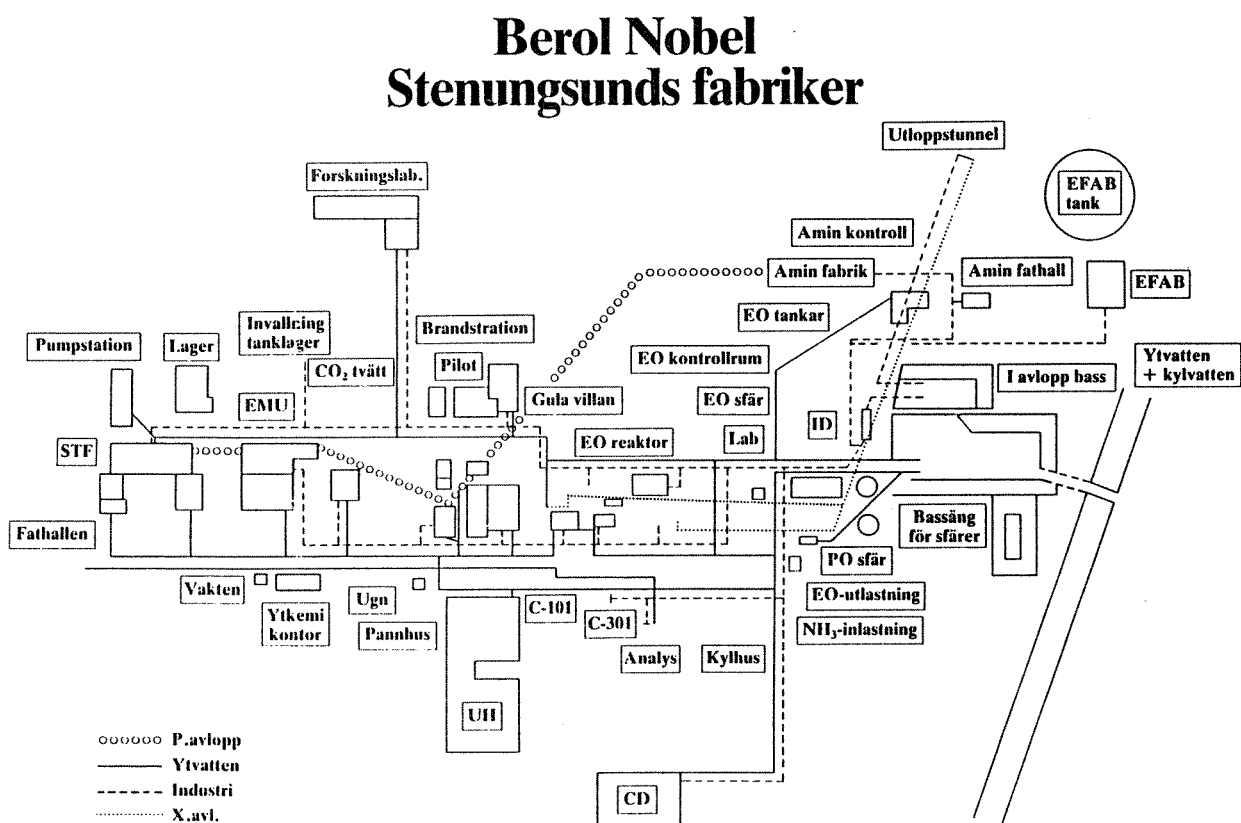 Berol Nobel
Stenungsunds fabriker
Utloppstunnel
Forskningslab.
EFAB
tank
Amin kontroll
Amin fabrik
Amin fathall
EFAB
EO tankar
Invallning
tanklager
Brandstration
Pumpstation
Lager
CO₂ tvätt
Pilot
EO kontrollrum
Ytvatten
+ kylvatten
I avlopp bass
EMU
Gula villan
EO sfär
STF
EO reaktor
Lab
ID
Fathallen
Bassäng
för sfärer
PO sfär
Vakten
Ytkemi
kontor
Ugn
Pannhus
C-101
C-301
EO-utlastning
NH₃-inlastning
Analys
Kylhus
UH
CD
P.avlopp
Ytvatten
Industri
X.avl.